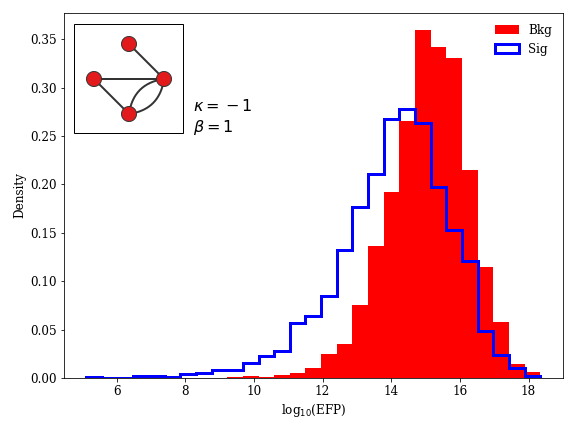 Bkg
Sig
κ = −1
β = 1
Density
0.35
0.30
0.25
0.20
0.15
0.10
0.05
0.00
6 8 10 12 14 16 18
log₁₀(EFP)